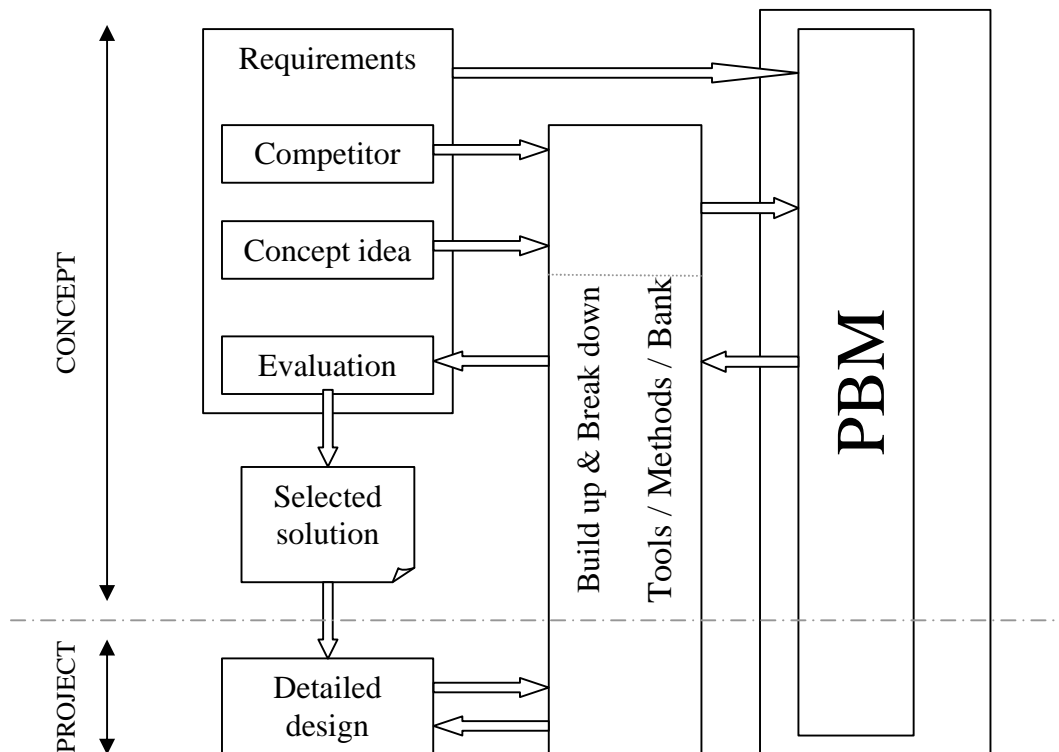 Requirements
Competitor
Concept idea
Evaluation
Selected
solution
Detailed
design
Build up & Break down
Tools / Methods / Bank
PBM
CONCEPT
PROJECT